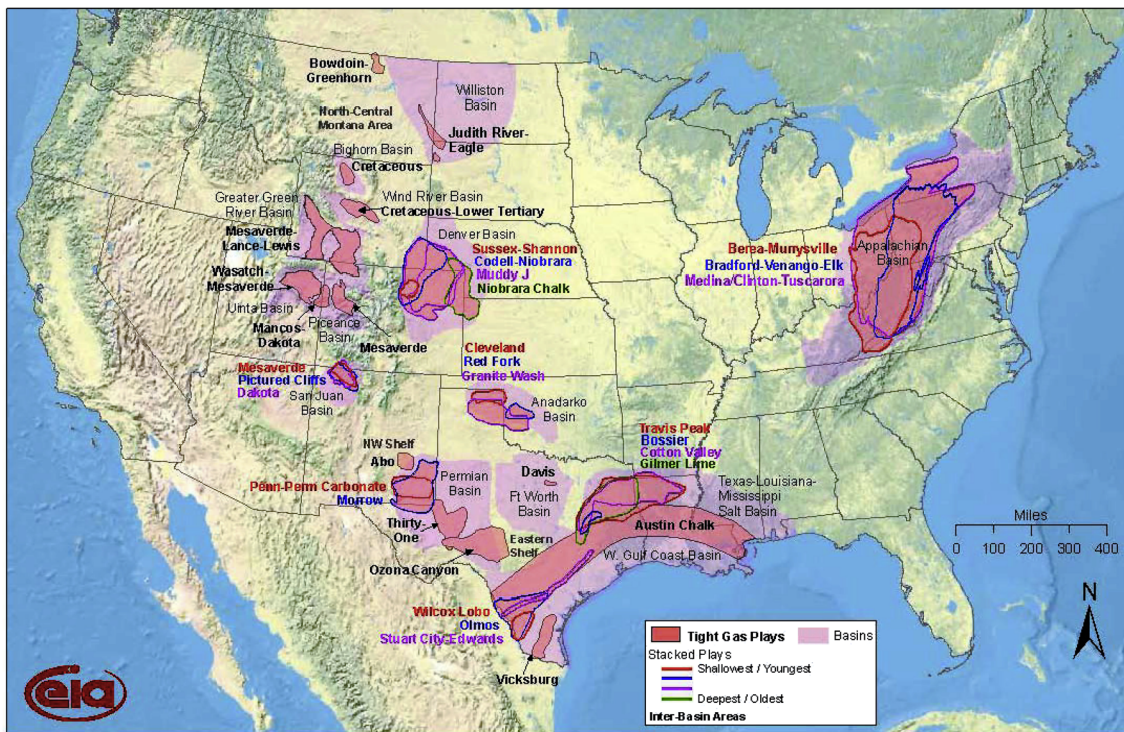 Bowdoin-
Greenhorn
Williston
Basin
North-Central
Montana Area
Judith River-
Eagle
Bighorn Basin
Cretaceous
Greater Green
River Basin
Wind River Basin
Cretaceous-Lower Tertiary
Mesaverde-
Lance-Lewis
Denver Basin
Sussex-Shannon
Codell-Niobrara
Muddy J
Niobrara Chalk
Berea-Murrysville
Bradford-Venango-Elk
Medina/Clinton-Tuscarora
Appalachian
Basin
Wasatch-
Mesaverde
Uinta Basin
Mancos-
Dakota
Piceance
Basin
Mesaverde
Mesaverde
Pictured Cliffs
Dakota
San Juan
Basin
Cleveland
Red Fork
Granite Wash
Anadarko
Basin
Travis Peak
Bossier
Cotton Valley
Gilmer Lime
NW Shelf
Abo
Penn-Perm Carbonate
Morrow
Permian
Basin
Davis
Ft Worth
Basin
Texas-Louisiana-
Mississippi
Salt Basin
Thirty-
One
Austin Chalk
Eastern
Shelf
Ozona Canyon
W. Gulf Coast Basin
Miles
0 100 200 300 400
Wilcox Lobo
Olmos
Stuart City-Edwards
Vicksburg
N
Tight Gas Plays
Basins
Stacked Plays
Shallowest / Youngest
Deepest / Oldest
Inter-Basin Areas
eia